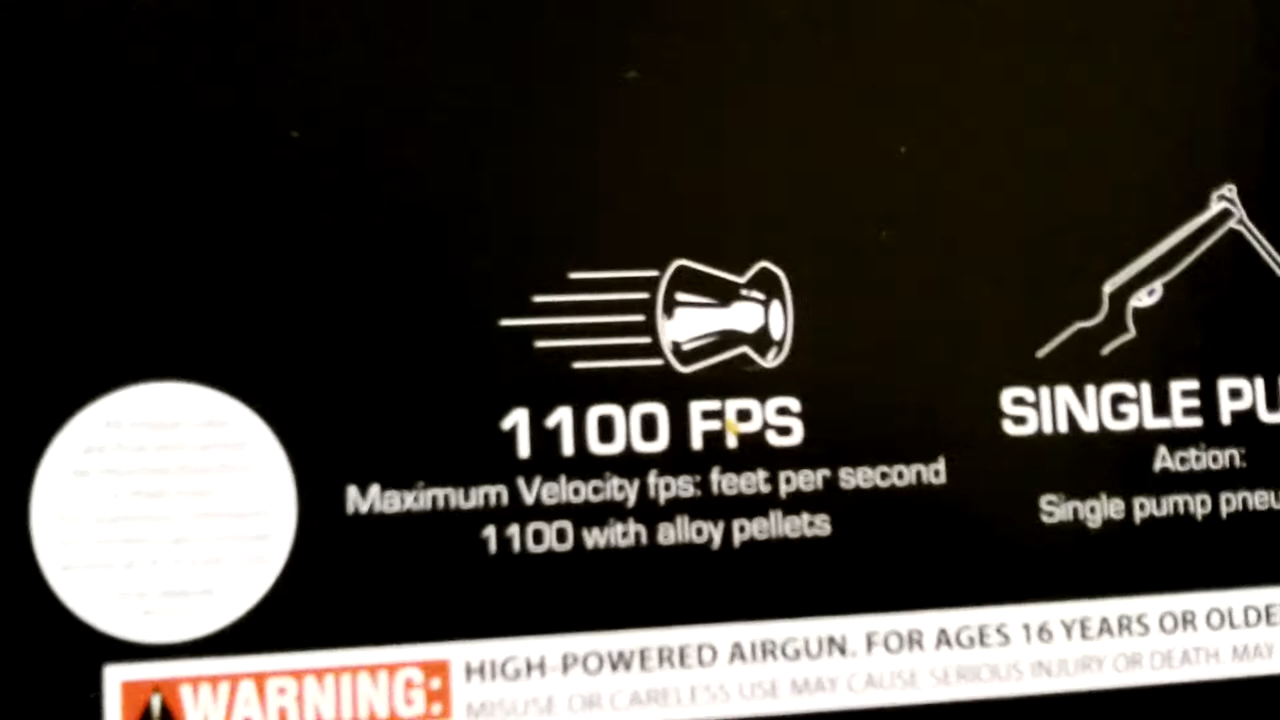 1100 FPS
Maximum Velocity fps: feet per second
1100 with alloy pellets
SINGLE PU
Action:
Single pump pneu
WARNING:
HIGH-POWERED AIRGUN. FOR AGES 16 YEARS OR OLDE
MISUSE OR CARELESS USE MAY CAUSE SERIOUS INJURY OR DEATH. MAY